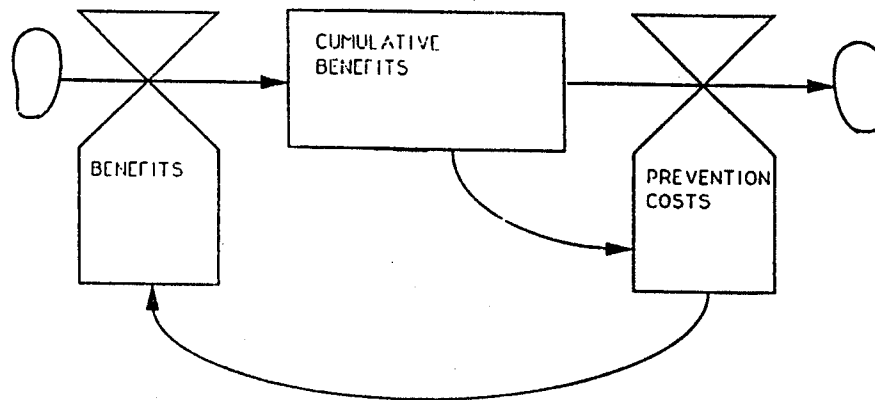 CUMULATIVE
BENEFITS
BENEFITS
PREVENTION
COSTS